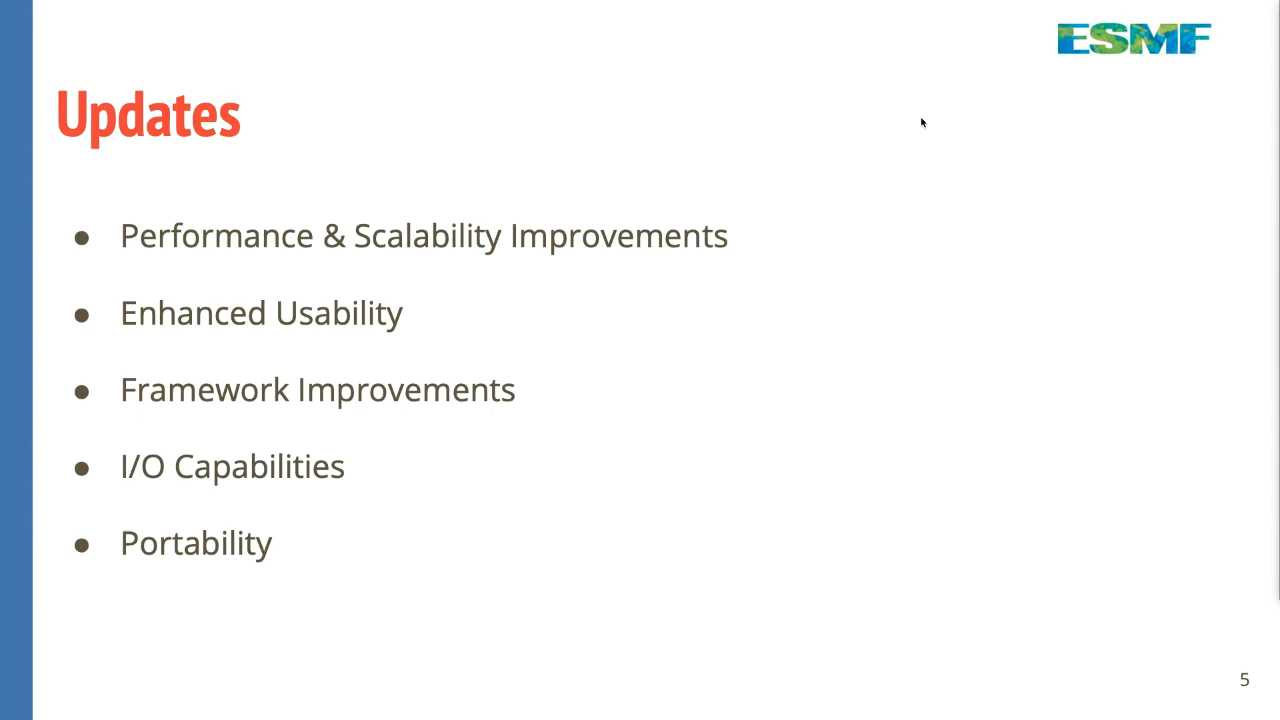 ESMF
Updates
● Performance & Scalability Improvements
● Enhanced Usability
● Framework Improvements
● I/O Capabilities
● Portability
5